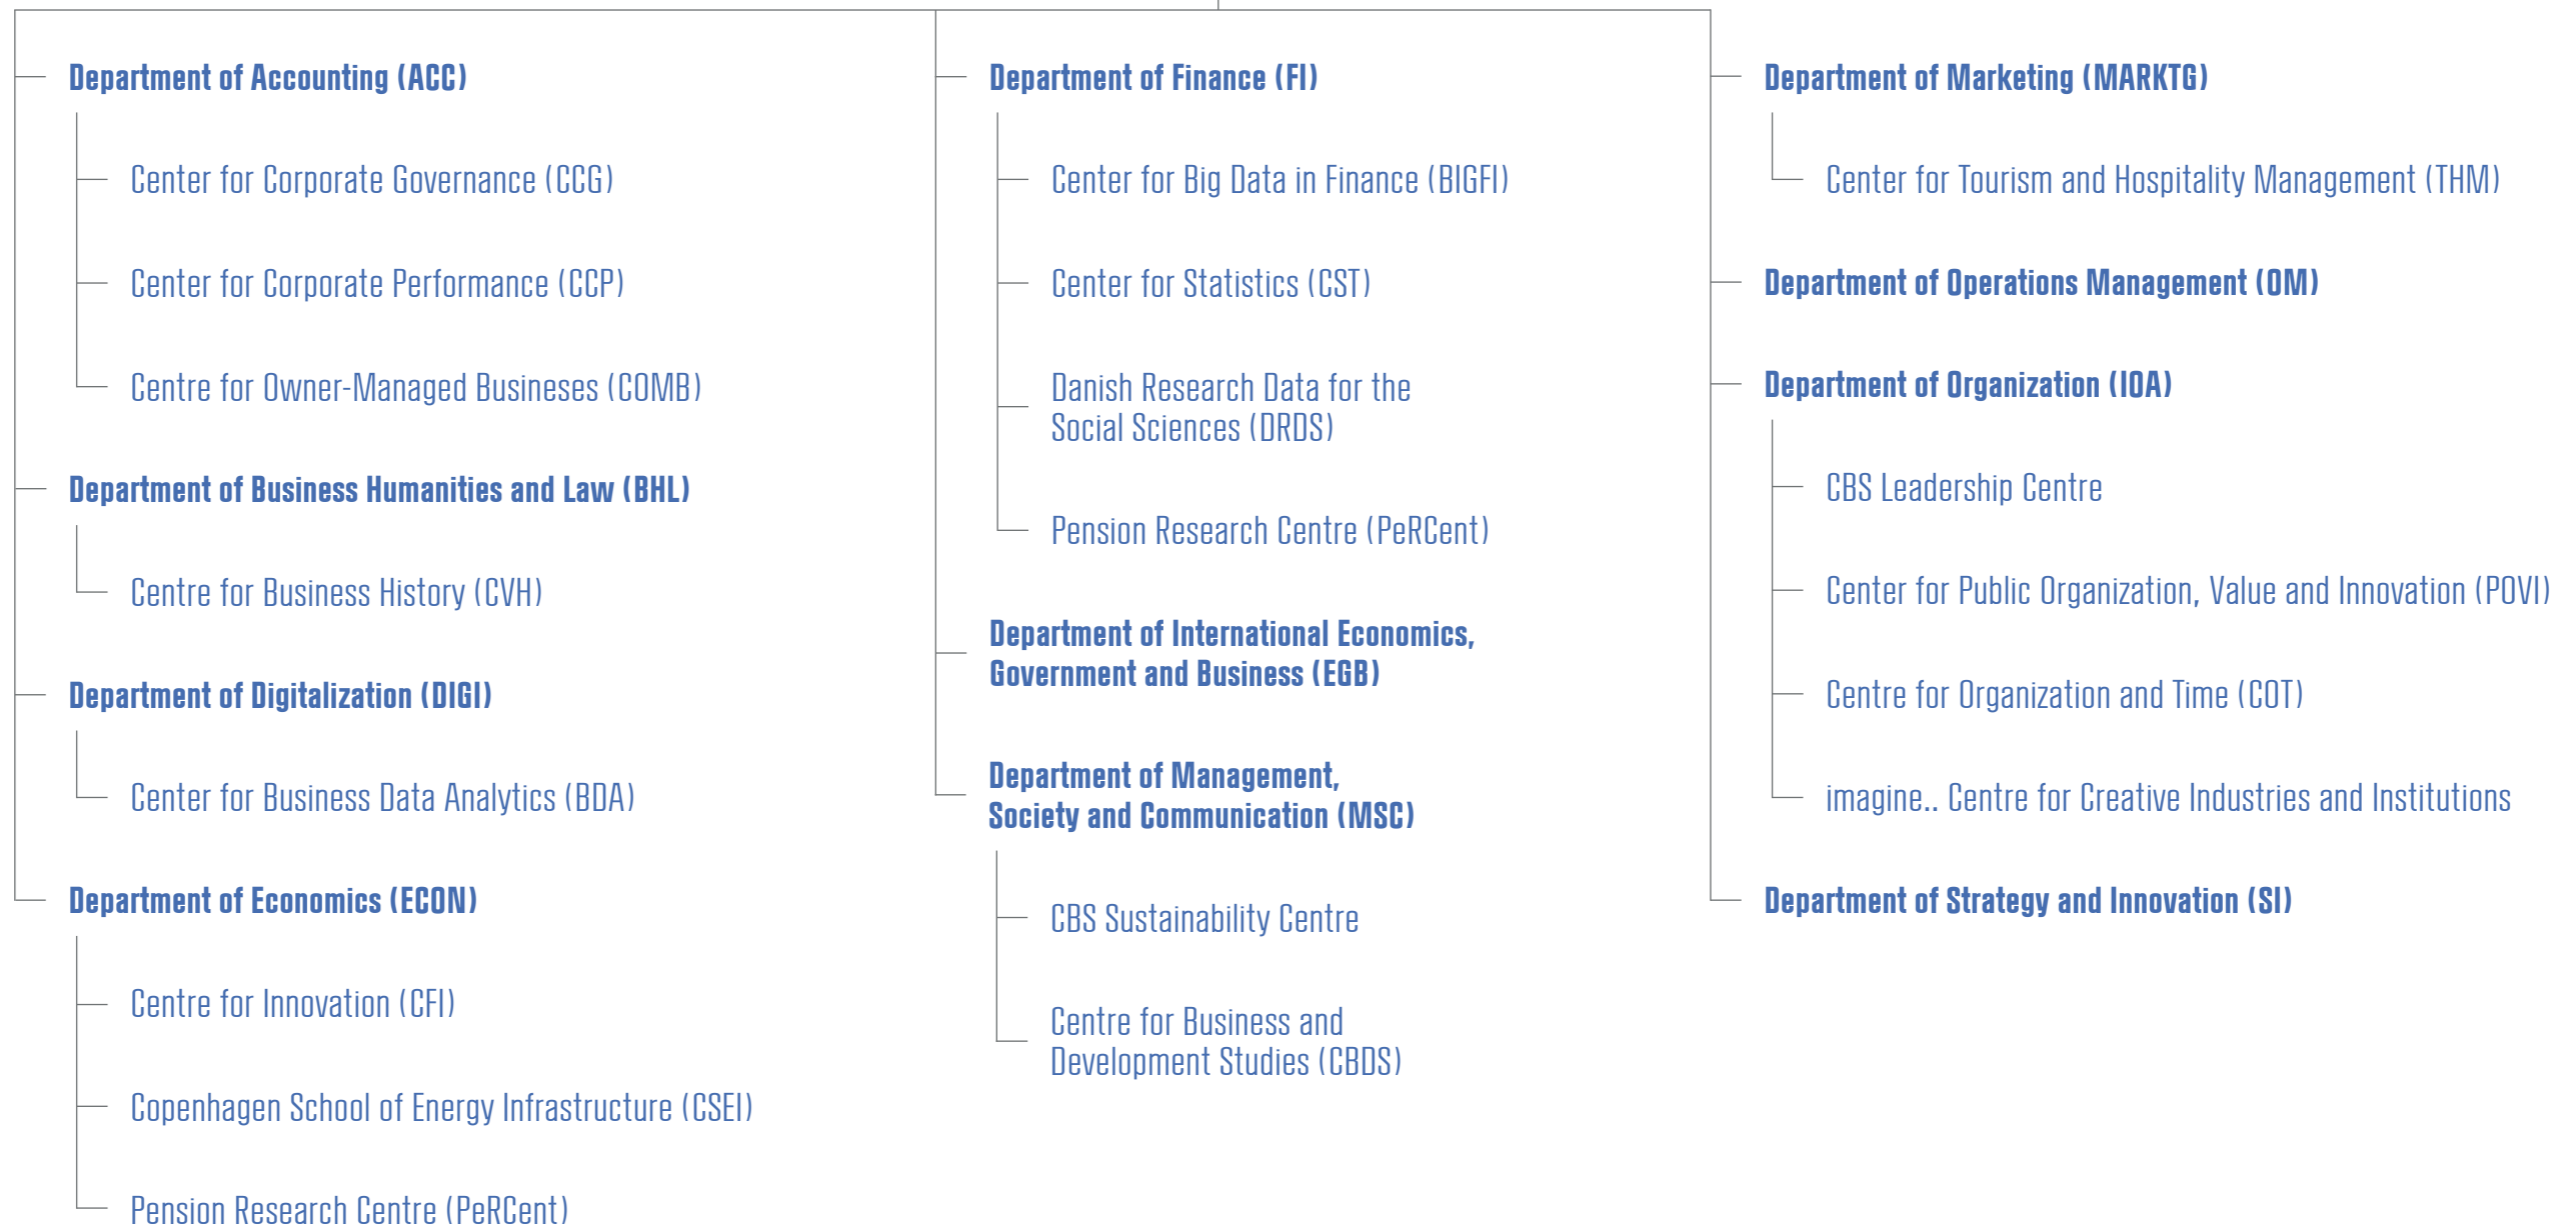 Department of Accounting (ACC)
Center for Corporate Governance (CCG)
Center for Corporate Performance (CCP)
Centre for Owner-Managed Busineses (COMB)
Department of Business Humanities and Law (BHL)
Centre for Business History (CVH)
Department of Digitalization (DIGI)
Center for Business Data Analytics (BDA)
Department of Economics (ECON)
Centre for Innovation (CFI)
Copenhagen School of Energy Infrastructure (CSEI)
Pension Research Centre (PeRCent)
Department of Finance (FI)
Center for Big Data in Finance (BIGFI)
Center for Statistics (CST)
Danish Research Data for the
Social Sciences (DRDS)
Pension Research Centre (PeRCent)
Department of International Economics,
Government and Business (EGB)
Department of Management,
Society and Communication (MSC)
CBS Sustainability Centre
Centre for Business and
Development Studies (CBDS)
Department of Marketing (MARKTG)
Center for Tourism and Hospitality Management (THM)
Department of Operations Management (OM)
Department of Organization (IOA)
CBS Leadership Centre
Center for Public Organization, Value and Innovation (POVI)
Centre for Organization and Time (COT)
imagine.. Centre for Creative Industries and Institutions
Department of Strategy and Innovation (SI)